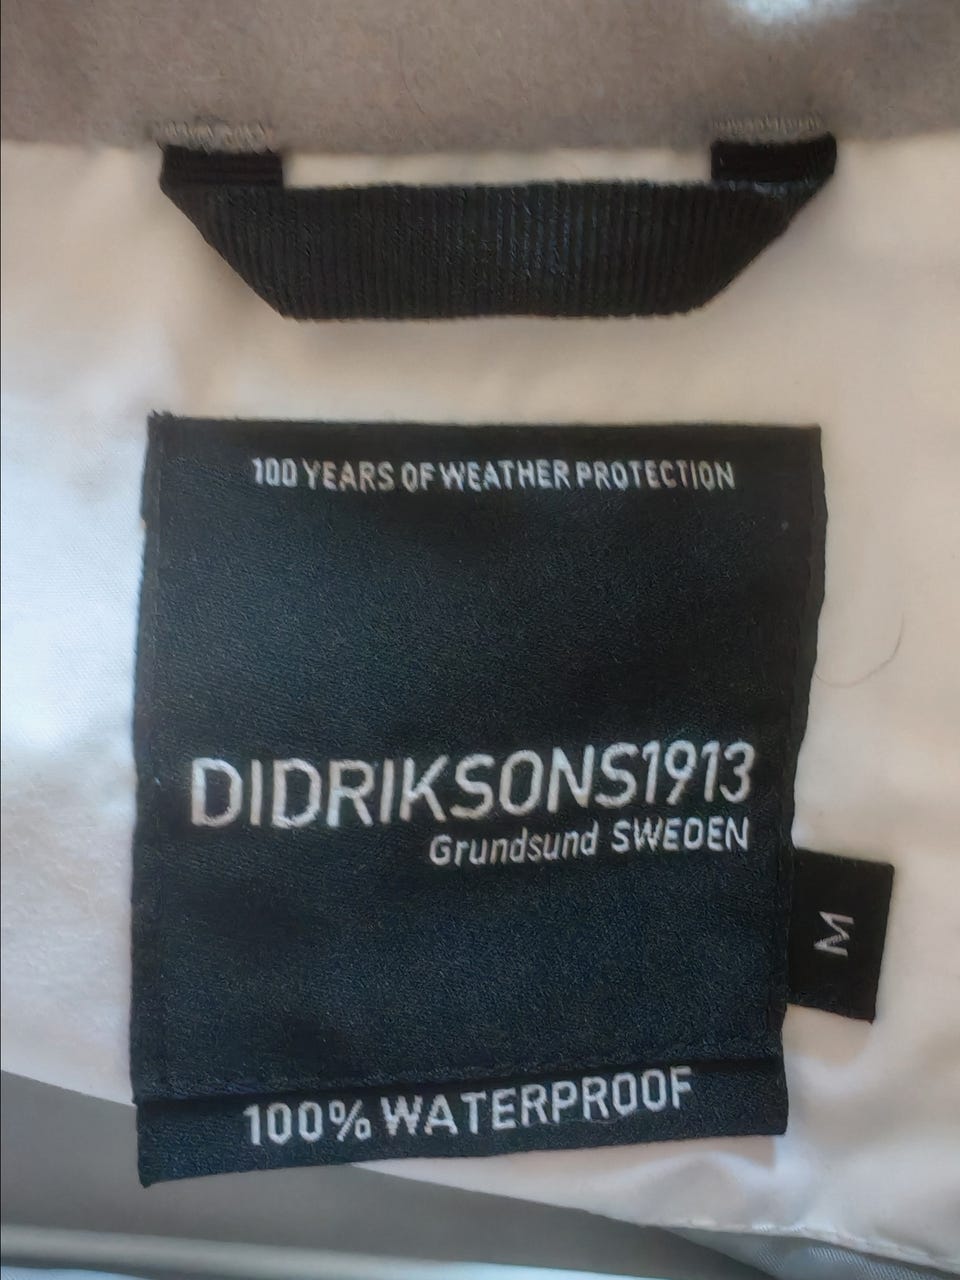 100 YEARS OF WEATHER PROTECTION
DIDRIKSONS1913
Grundsund SWEDEN
M
100% WATERPROOF